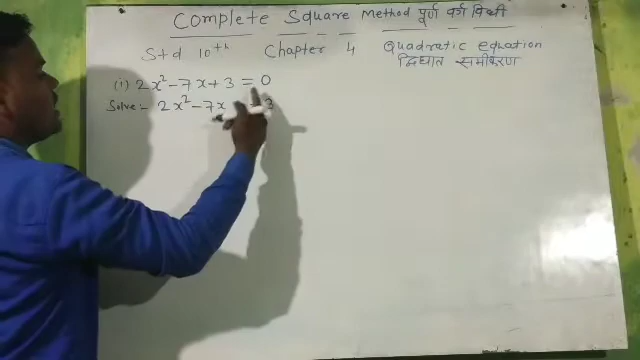 Complete Square Method पूर्ण वर्ग विधी
Std 10th Chapter 4 Quadratic equation
द्विघात समीकरण
(i) 2x² - 7x + 3 = 0
Solve:- 2x² - 7x 3